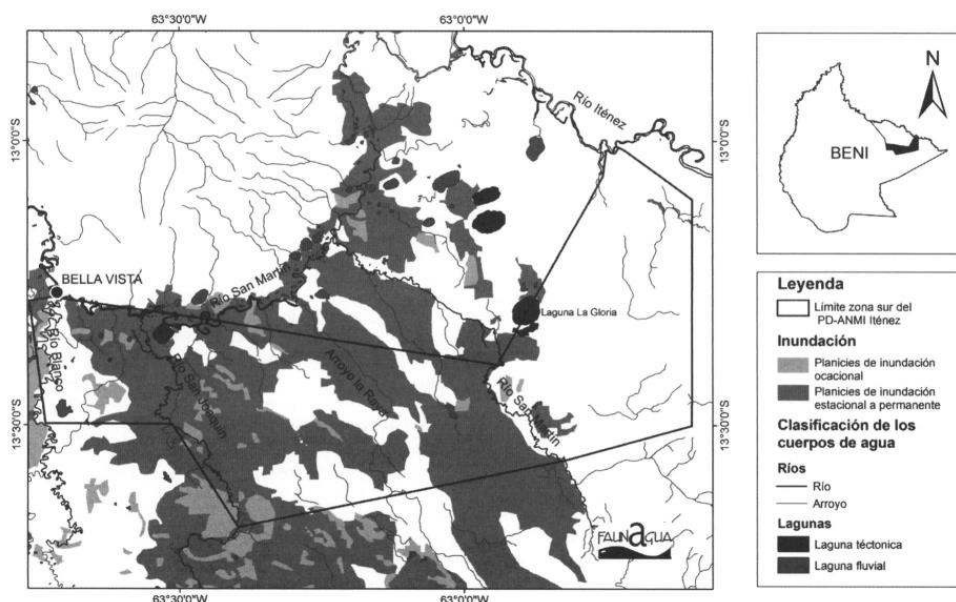 63°30'0"W
63°0'0"W
13°0'0"S
13°30'0"S
BELLA VISTA
Río Blanco
Río San Martín
Río San Joaquín
Arroyo la Rard
Río San Martín
Río Iténez
Laguna La Gloria
FAUNAGUA
13°0'0"S
13°30'0"S
63°30'0"W
63°0'0"W
N
BENI
Leyenda
Límite zona sur del
PD-ANMI Iténez
Inundación
Planicies de inundación
ocacional
Planicies de inundación
estacional a permanente
Clasificación de los
cuerpos de agua
Ríos
Río
Arroyo
Lagunas
Laguna téctonica
Laguna fluvial